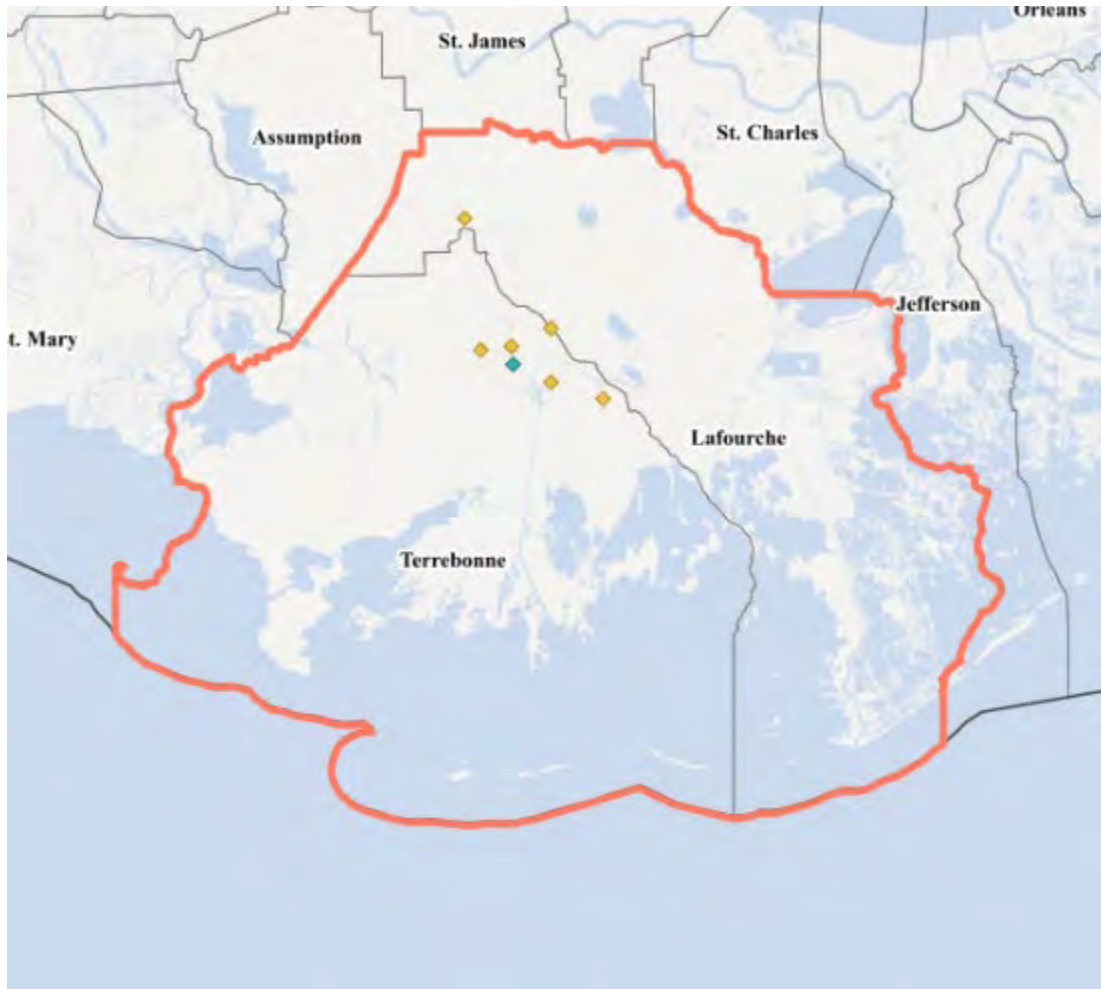 Orleans
St. James
Assumption
St. Charles
Jefferson
t. Mary
Lafourche
Terrebonne